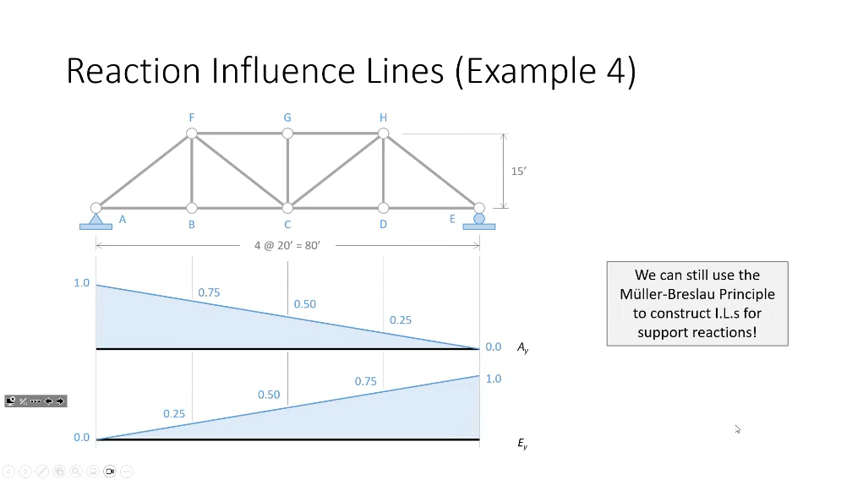 Reaction Influence Lines (Example 4)
F G H
15’
A B C D E
4 @ 20’ = 80’
1.0
0.75
0.50
0.25
0.0
Ay
We can still use the
Müller-Breslau Principle
to construct I.L.s for
support reactions!
1.0
0.75
0.50
0.25
0.0
Ey